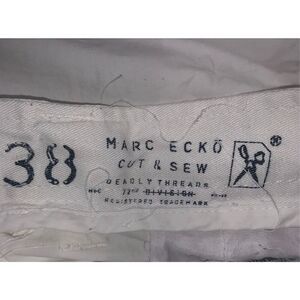 38
MARC ECKŌ ®
CUT & SEW
DEADLY THREADS
DIVISION
REGISTERED TRADEMARK